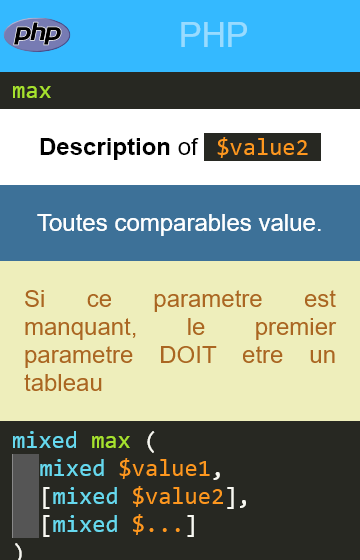 php PHP
max
Description of $value2
Toutes comparables value.
Si ce parametre est
manquant, le premier
parametre DOIT etre un
tableau
mixed max (
mixed $value1,
[mixed $value2],
[mixed $...]
)